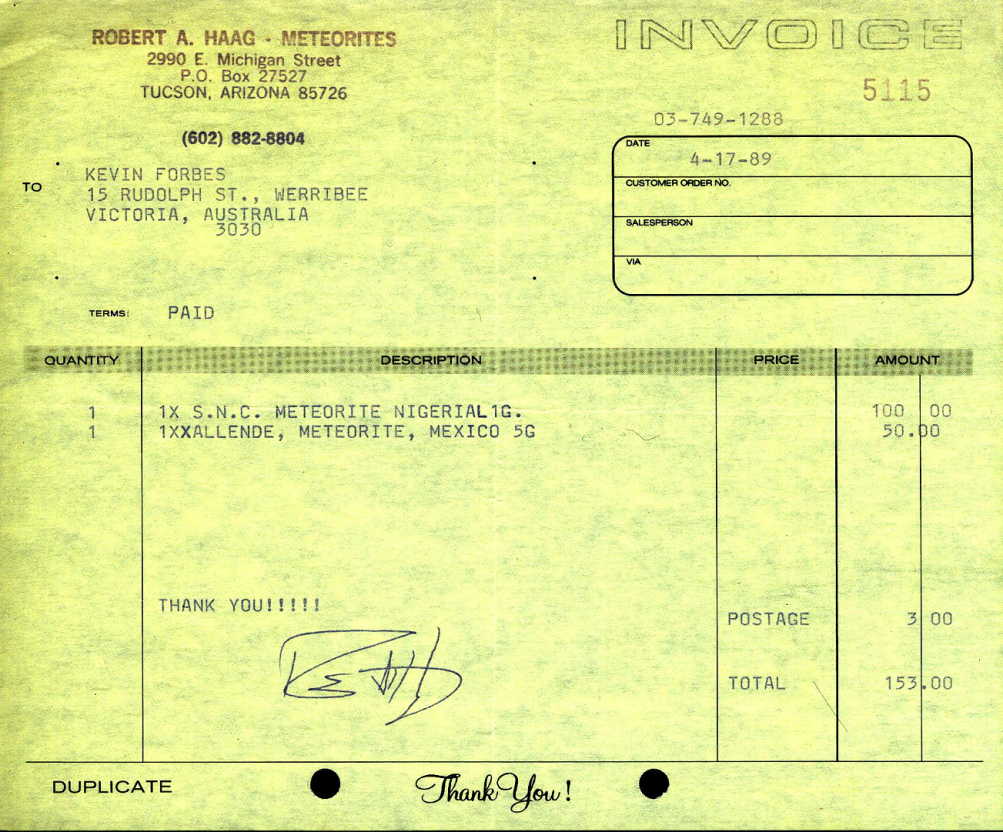 INVOICE
ROBERT A. HAAG - METEORITES
2990 E. Michigan Street
P.O. Box 27527
TUCSON, ARIZONA 85726
5115
03-749-1288
(602) 882-8804
DATE
4-17-89
TO
KEVIN FORBES
15 RUDOLPH ST., WERRIBEE
VICTORIA, AUSTRALIA
3030
CUSTOMER ORDER NO.
SALESPERSON
VIA
TERMS: PAID
QUANTITY DESCRIPTION PRICE AMOUNT
1 1X S.N.C. METEORITE NIGERIAL1G. 100 00
1 1XXALLENDE, METEORITE, MEXICO 5G 50.00
THANK YOU!!!!!
POSTAGE 3 00
TOTAL 153.00
DUPLICATE Thank You!